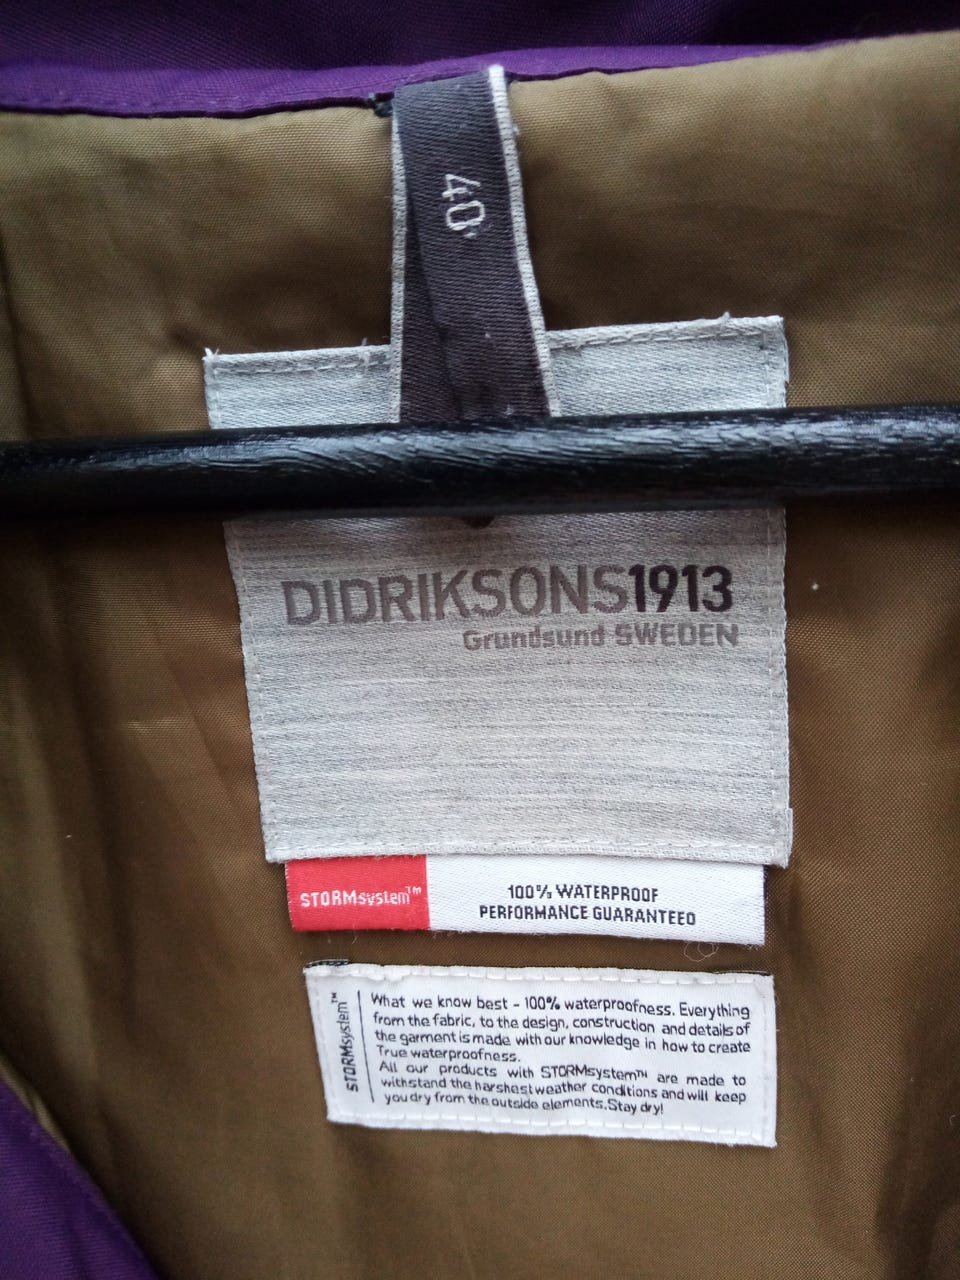 40
DIDRIKSONS1913
Grundsund SWEDEN
STORMsystem™
100% WATERPROOF
PERFORMANCE GUARANTEED
STORMsystem™
What we know best - 100% waterproofness. Everything
from the fabric, to the design, construction and details of
the garment is made with our knowledge in how to create
True waterproofness.
All our products with STORMsystem™ are made to
withstand the harshest weather conditions and will keep
you dry from the outside elements. Stay dry!